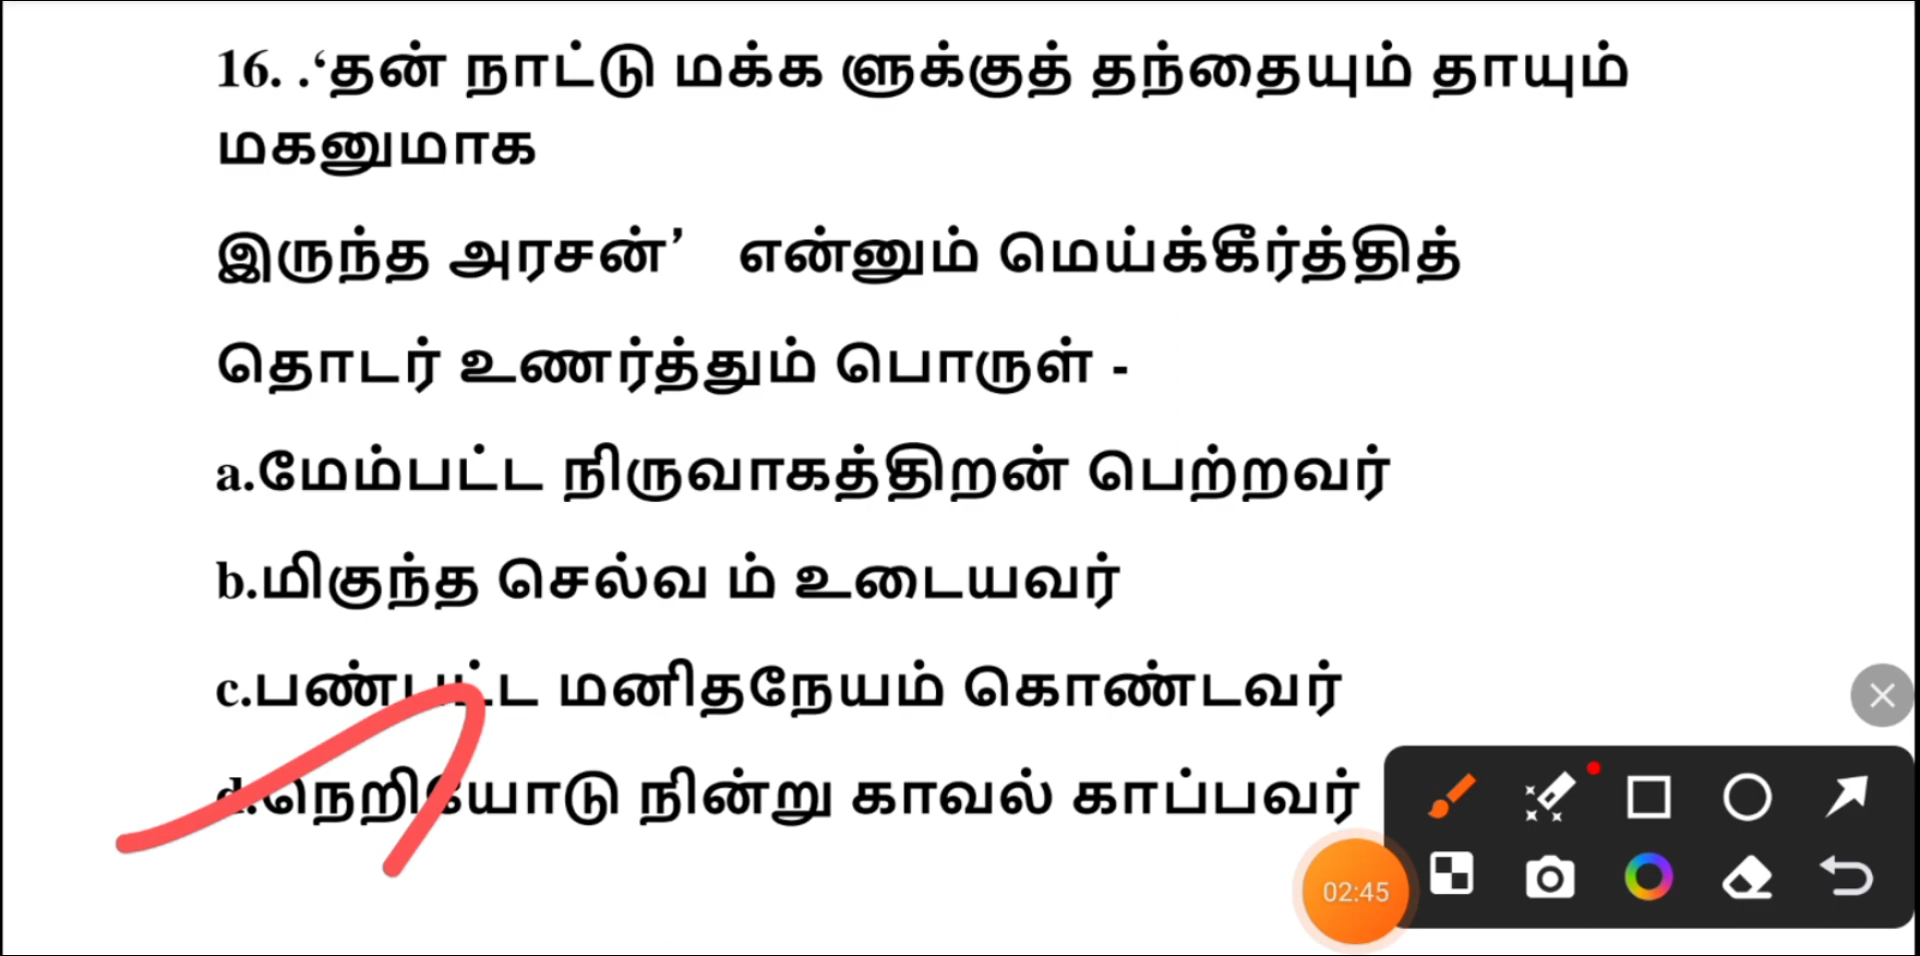 16. .‘தன் நாட்டு மக்க ளுக்குத் தந்தையும் தாயும்
மகனுமாக
இருந்த அரசன்’ என்னும் மெய்க்கீர்த்தித்
தொடர் உணர்த்தும் பொருள் -
a.மேம்பட்ட நிருவாகத்திறன் பெற்றவர்
b.மிகுந்த செல்வ ம் உடையவர்
c.பண்பட்ட மனிதநேயம் கொண்டவர்
d.நெறியோடு நின்று காவல் காப்பவர்
02:45